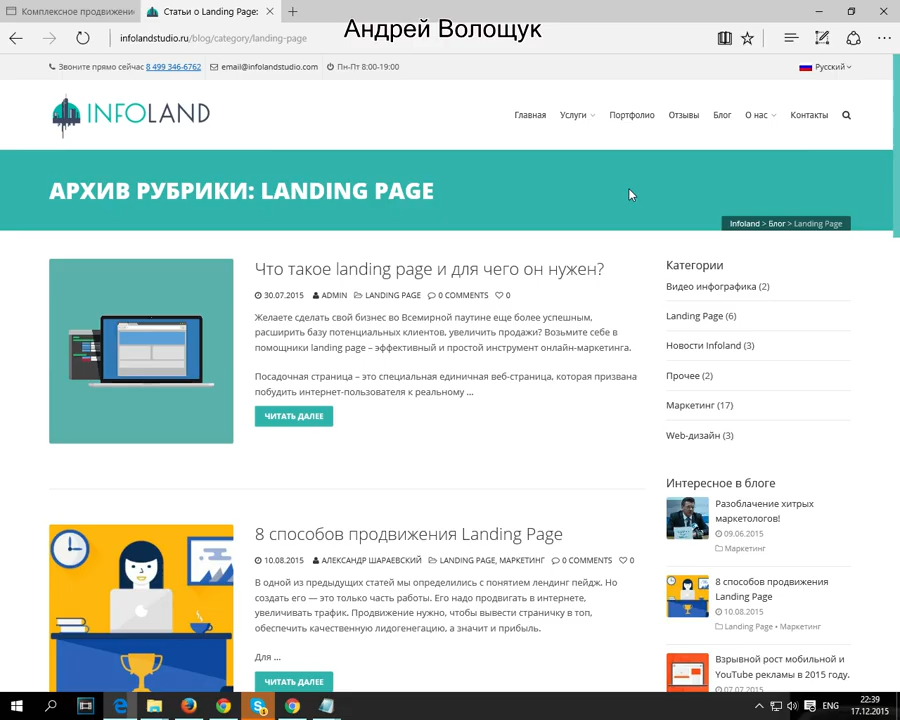 Комплексное продвижени
Статьи о Landing Page:
infolandstudio.ru/blog/category/landing-page
Андрей Волощук
Звоните прямо сейчас 8 499 346-6762 email@infolandstudio.com Пн-Пт 8:00-19:00
Русский
INFOLAND
Главная Услуги Портфолио Отзывы Блог О нас Контакты
АРХИВ РУБРИКИ: LANDING PAGE
Infoland > Блог > Landing Page
Что такое landing page и для чего он нужен?
30.07.2015 ADMIN LANDING PAGE 0 COMMENTS 0
Желаете сделать свой бизнес во Всемирной паутине еще более успешным,
расширить базу потенциальных клиентов, увеличить продажи? Возьмите себе в
помощники landing page – эффективный и простой инструмент онлайн-маркетинга.
Посадочная страница – это специальная единичная веб-страница, которая призвана
побудить интернет-пользователя к реальному ...
ЧИТАТЬ ДАЛЕЕ
8 способов продвижения Landing Page
10.08.2015 АЛЕКСАНДР ШАРАЕВСКИЙ LANDING PAGE, МАРКЕТИНГ 0 COMMENTS 0
В одной из предыдущих статей мы определились с понятием лендинг пейдж. Но
создать его — это только часть работы. Его надо продвигать в интернете,
увеличивать трафик. Продвижение нужно, чтобы вывести страничку в топ,
обеспечить качественную лидогенегацию, а значит и прибыль.
Для ...
ЧИТАТЬ ДАЛЕЕ
Категории
Видео инфографика (2)
Landing Page (6)
Новости Infoland (3)
Прочее (2)
Маркетинг (17)
Web-дизайн (3)
Интересное в блоге
Разоблачение хитрых
маркетологов!
09.06.2015
Маркетинг
8 способов продвижения
Landing Page
10.08.2015
Landing Page • Маркетинг
Взрывной рост мобильной и
YouTube рекламы в 2015 году.
07.07.2015
ENG
22:39
17.12.2015